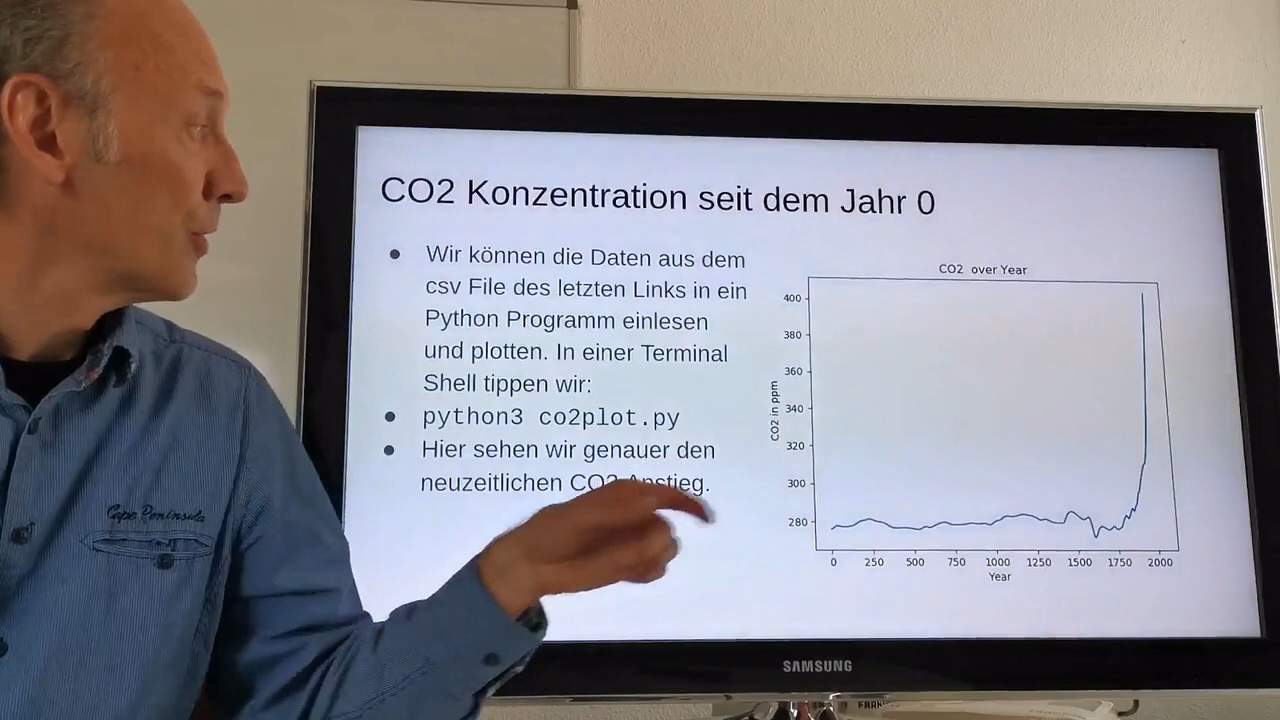 CO2 Konzentration seit dem Jahr 0
Wir können die Daten aus dem
csv File des letzten Links in ein
Python Programm einlesen
und plotten. In einer Terminal
Shell tippen wir:
python3 co2plot.py
Hier sehen wir genauer den
neuzeitlichen CO2 Anstieg.
CO2 over Year
400
380
360
340
320
300
280
CO2 in ppm
0 250 500 750 1000 1250 1500 1750 2000
Year
Cape Peninsula
SAMSUNG